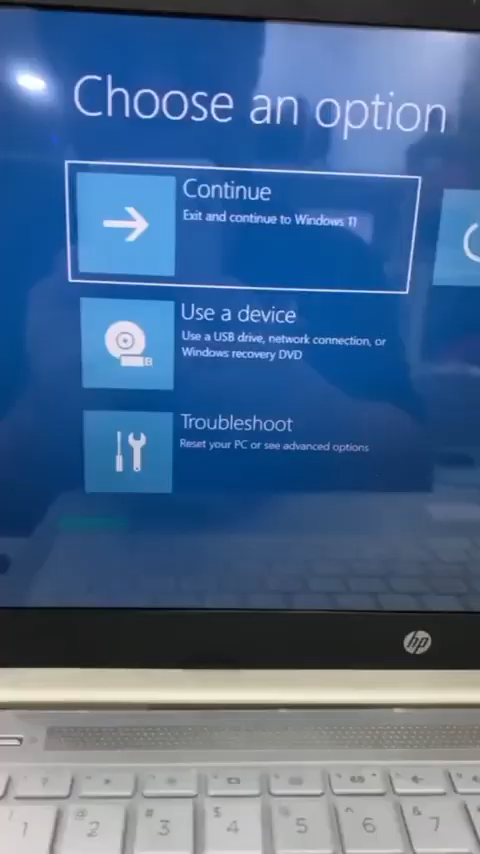 Choose an option
Continue
Exit and continue to Windows 11
Use a device
Use a USB drive, network connection, or
Windows recovery DVD
Troubleshoot
Reset your PC or see advanced options
hp
@ # $ ^ &
1 2 3 4 5 6 7